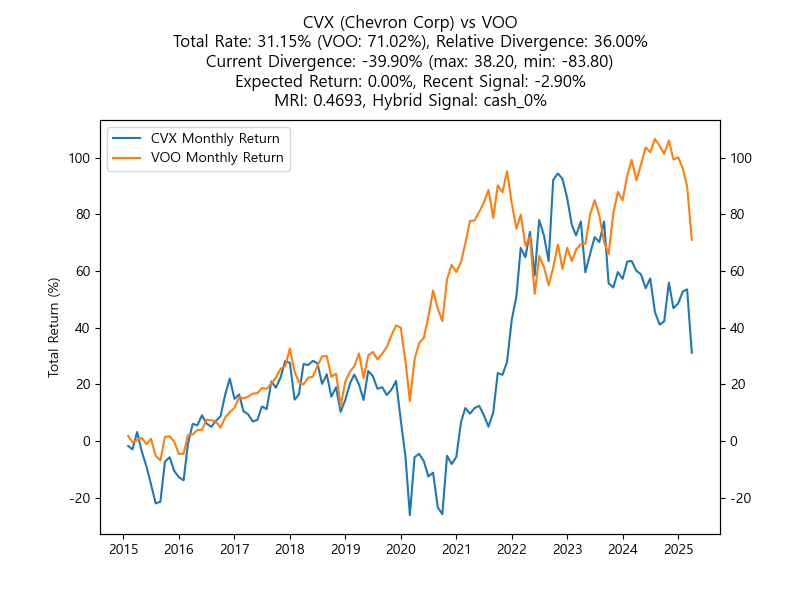 CVX (Chevron Corp) vs VOO
Total Rate: 31.15% (VOO: 71.02%), Relative Divergence: 36.00%
Current Divergence: -39.90% (max: 38.20, min: -83.80)
Expected Return: 0.00%, Recent Signal: -2.90%
MRI: 0.4693, Hybrid Signal: cash_0%
CVX Monthly Return
VOO Monthly Return
Total Return (%)
100
80
60
40
20
0
-20
100
80
60
40
20
0
-20
2015 2016 2017 2018 2019 2020 2021 2022 2023 2024 2025